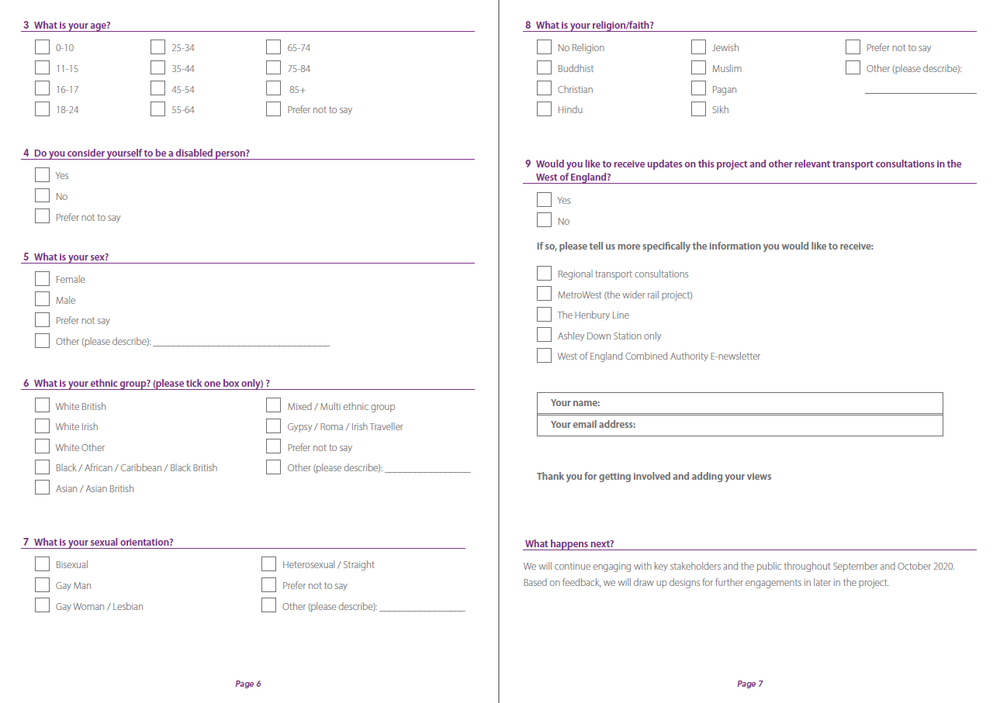 3 What is your age?
0-10 25-34 65-74
11-15 35-44 75-84
16-17 45-54 85+
18-24 55-64 Prefer not to say
4 Do you consider yourself to be a disabled person?
Yes
No
Prefer not to say
5 What is your sex?
Female
Male
Prefer not say
Other (please describe): ___________________________________
6 What is your ethnic group? (please tick one box only) ?
White British Mixed / Multi ethnic group
White Irish Gypsy / Roma / Irish Traveller
White Other Prefer not to say
Black / African / Caribbean / Black British Other (please describe): _________________
Asian / Asian British
7 What is your sexual orientation?
Bisexual Heterosexual / Straight
Gay Man Prefer not to say
Gay Woman / Lesbian Other (please describe): _________________
Page 6
8 What is your religion/faith?
No Religion Jewish Prefer not to say
Buddhist Muslim Other (please describe):
Christian Pagan ______________________
Hindu Sikh
9 Would you like to receive updates on this project and other relevant transport consultations in the
West of England?
Yes
No
If so, please tell us more specifically the information you would like to receive:
Regional transport consultations
MetroWest (the wider rail project)
The Henbury Line
Ashley Down Station only
West of England Combined Authority E-newsletter
Your name:
Your email address:
Thank you for getting involved and adding your views
What happens next?
We will continue engaging with key stakeholders and the public throughout September and October 2020.
Based on feedback, we will draw up designs for further engagements in later in the project.
Page 7